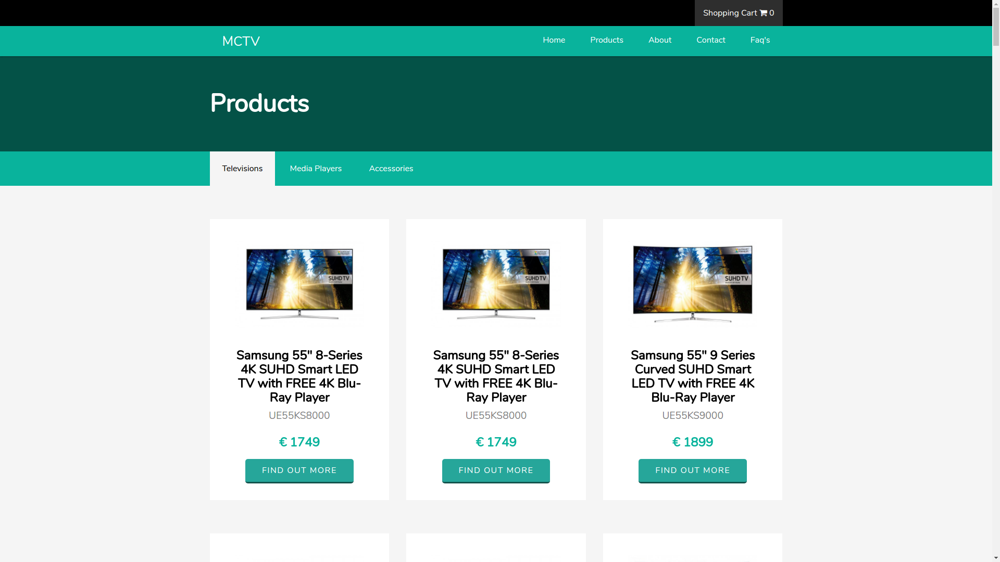 Shopping Cart 0
MCTV
Home
Products
About
Contact
Faq's
Products
Televisions
Media Players
Accessories
SUHD TV
SUHD TV
SUHD TV
Samsung 55" 8-Series
4K SUHD Smart LED
TV with FREE 4K Blu-
Ray Player
UE55KS8000
€ 1749
FIND OUT MORE
Samsung 55" 8-Series
4K SUHD Smart LED
TV with FREE 4K Blu-
Ray Player
UE55KS8000
€ 1749
FIND OUT MORE
Samsung 55" 9 Series
Curved SUHD Smart
LED TV with FREE 4K
Blu-Ray Player
UE55KS9000
€ 1899
FIND OUT MORE